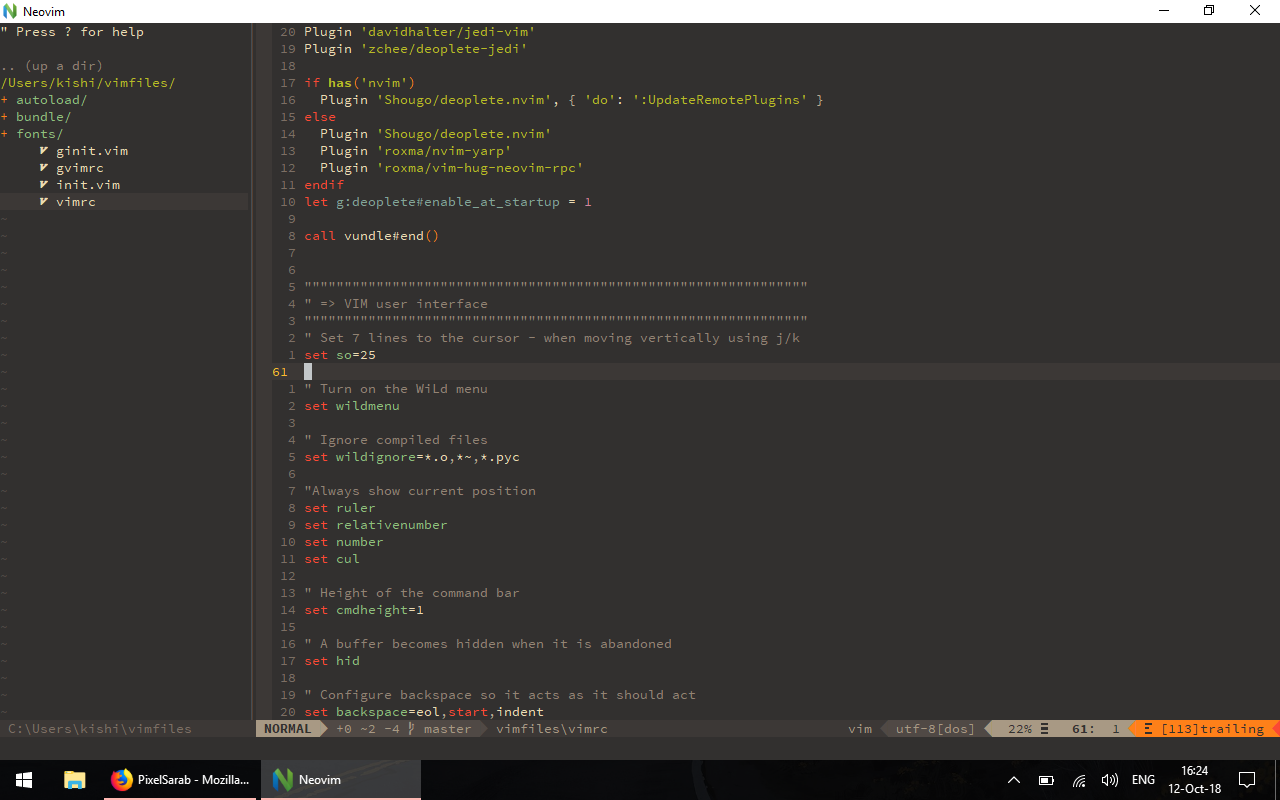 Neovim
" Press ? for help
.. (up a dir)
/Users/kishi/vimfiles/
+ autoload/
+ bundle/
+ fonts/
ginit.vim
gvimrc
init.vim
vimrc
20 Plugin 'davidhalter/jedi-vim'
19 Plugin 'zchee/deoplete-jedi'
18
17 if has('nvim')
16   Plugin 'Shougo/deoplete.nvim', { 'do': ':UpdateRemotePlugins' }
15 else
14   Plugin 'Shougo/deoplete.nvim'
13   Plugin 'roxma/nvim-yarp'
12   Plugin 'roxma/vim-hug-neovim-rpc'
11 endif
10 let g:deoplete#enable_at_startup = 1
9
8 call vundle#end()
7
6
5 """""""""""""""""""""""""""""""""""""""""""""""""""""""""""""""
4 " => VIM user interface
3 """""""""""""""""""""""""""""""""""""""""""""""""""""""""""""""
2 " Set 7 lines to the cursor - when moving vertically using j/k
1 set so=25
61
1 " Turn on the WiLd menu
2 set wildmenu
3
4 " Ignore compiled files
5 set wildignore=*.o,*~,*.pyc
6
7 "Always show current position
8 set ruler
9 set relativenumber
10 set number
11 set cul
12
13 " Height of the command bar
14 set cmdheight=1
15
16 " A buffer becomes hidden when it is abandoned
17 set hid
18
19 " Configure backspace so it acts as it should act
20 set backspace=eol,start,indent
C:\Users\kishi\vimfiles
NORMAL +0 ~2 -4 master vimfiles\vimrc vim utf-8[dos] 22% 61: 1 [113]trailing
PixelSarab - Mozilla... Neovim ENG 16:24
12-Oct-18